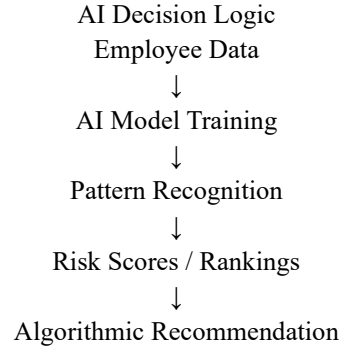 AI Decision Logic
Employee Data
↓
AI Model Training
↓
Pattern Recognition
↓
Risk Scores / Rankings
↓
Algorithmic Recommendation